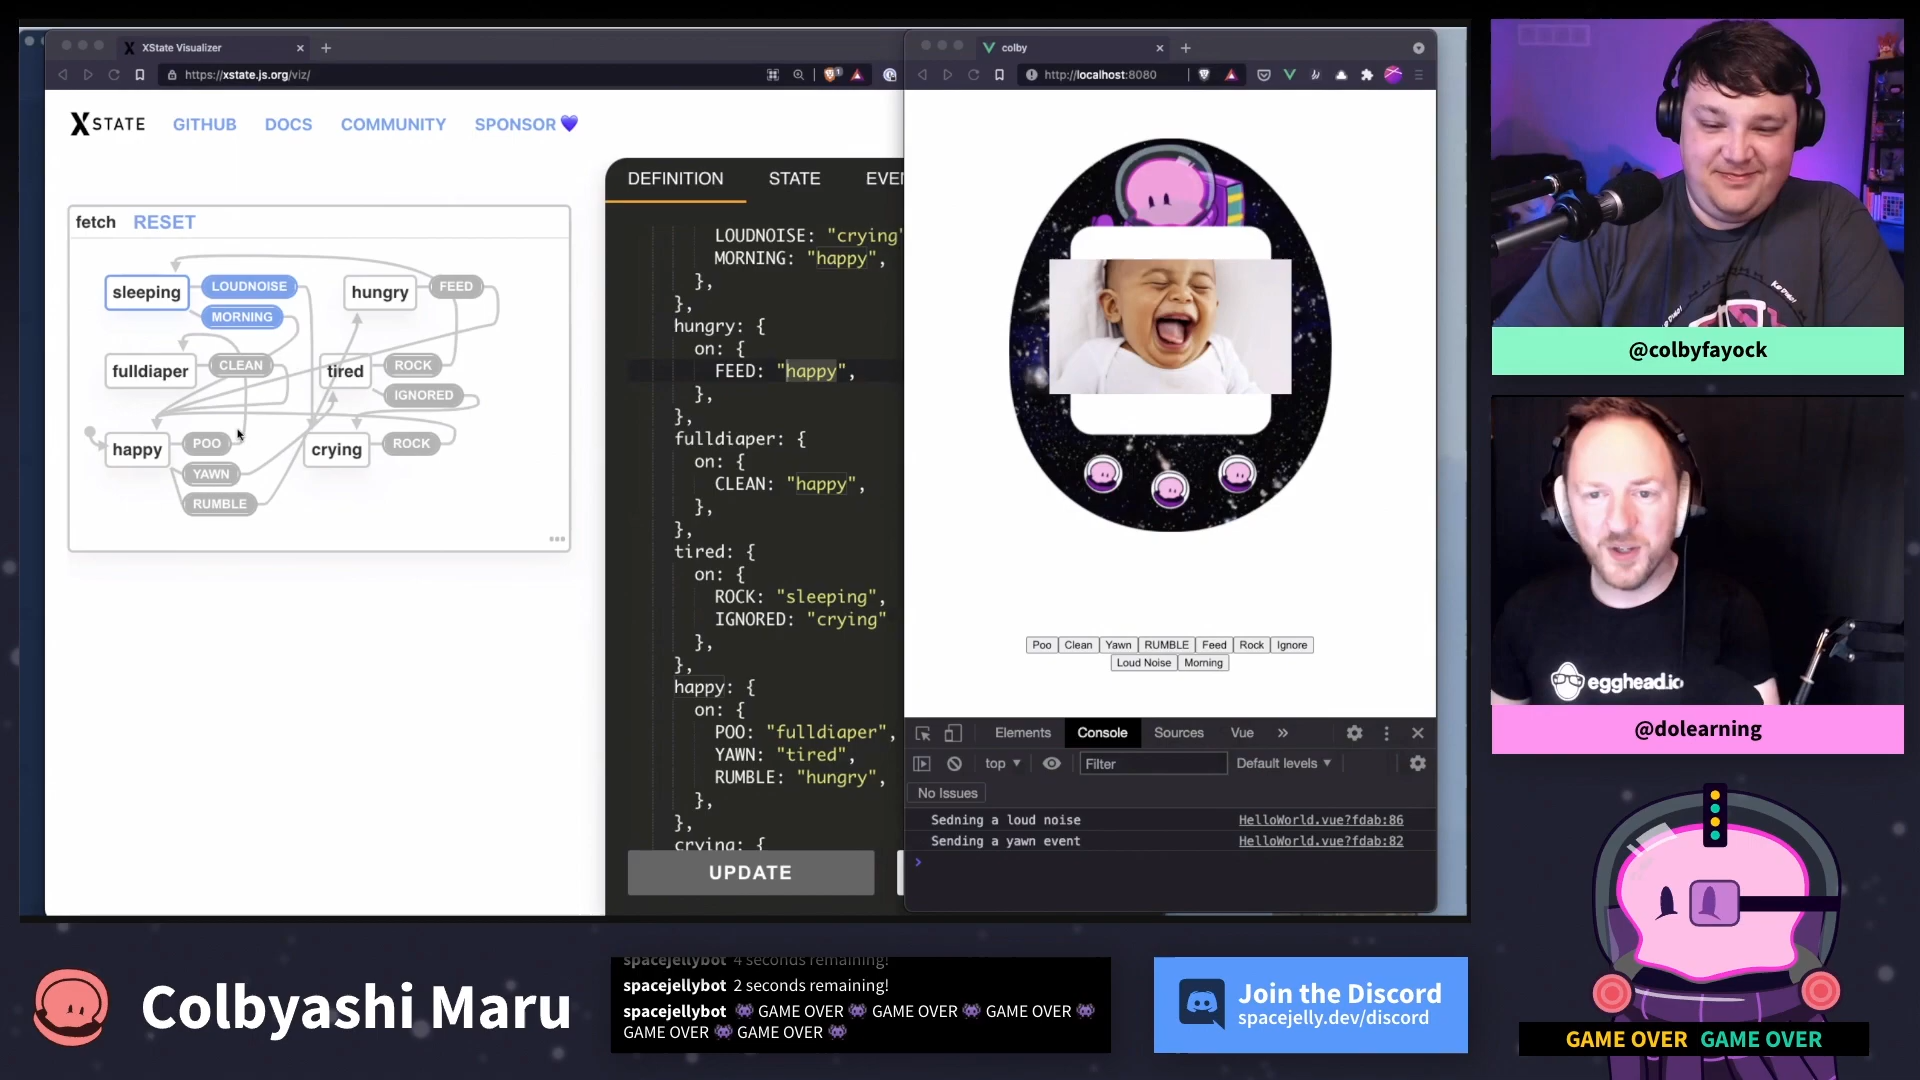 XState Visualizer
https://xstate.js.org/viz/
XSTATE GITHUB DOCS COMMUNITY SPONSOR 💜
fetch RESET
sleeping LOUDNOISE hungry FEED
MORNING
fulldiaper CLEAN tired ROCK
IGNORED
happy POO crying ROCK
YAWN
RUMBLE
DEFINITION STATE EVEN
LOUDNOISE: "crying"
MORNING: "happy",
},
},
hungry: {
on: {
FEED: "happy",
},
},
fulldiaper: {
on: {
CLEAN: "happy",
},
},
tired: {
on: {
ROCK: "sleeping",
IGNORED: "crying"
},
},
happy: {
on: {
POO: "fulldiaper",
YAWN: "tired",
RUMBLE: "hungry",
},
},
crying: {
UPDATE
colby
http://localhost:8080
Poo Clean Yawn RUMBLE Feed Rock Ignore
Loud Noise Morning
Elements Console Sources Vue »
top Filter Default levels
No Issues
Sedning a loud noise HelloWorld.vue?fdab:86
Sending a yawn event HelloWorld.vue?fdab:82
@colbyfayock
egghead.io
@dolearning
Colbyashi Maru
spacejellybot 4 seconds remaining!
spacejellybot 2 seconds remaining!
spacejellybot 👾 GAME OVER 👾 GAME OVER 👾 GAME OVER 👾
GAME OVER 👾 GAME OVER 👾
Join the Discord
spacejelly.dev/discord
GAME OVER GAME OVER